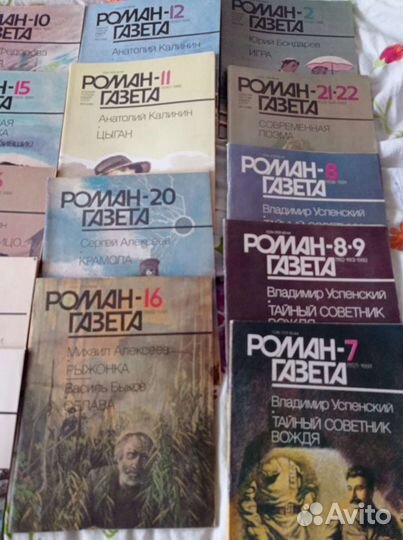 РОМАН-10
ГАЗЕТА
РОМАН-12
ГАЗЕТА
Анатолий Калинин
РОМАН-2
ГАЗЕТА
Юрий Бондарев
ИГРА
15
РОМАН-11
ГАЗЕТА
Анатолий Калинин
ЦЫГАН
РОМАН-21-22
ГАЗЕТА
СОВРЕМЕННАЯ
ПОЭМА
РОМАН-20
ГАЗЕТА
Сергей Алексеев
КРАМОЛА
РОМАН-8
ГАЗЕТА
Владимир Успенский
РОМАН-8-9
ГАЗЕТА
Владимир Успенский
ТАЙНЫЙ СОВЕТНИК
ВОЖДЯ
РОМАН-16
ГАЗЕТА
Михаил Алексеев
РЫЖОНКА
Василь Быков
ОБЛАВА
РОМАН-7
ГАЗЕТА
Владимир Успенский
ТАЙНЫЙ СОВЕТНИК
ВОЖДЯ
Avito